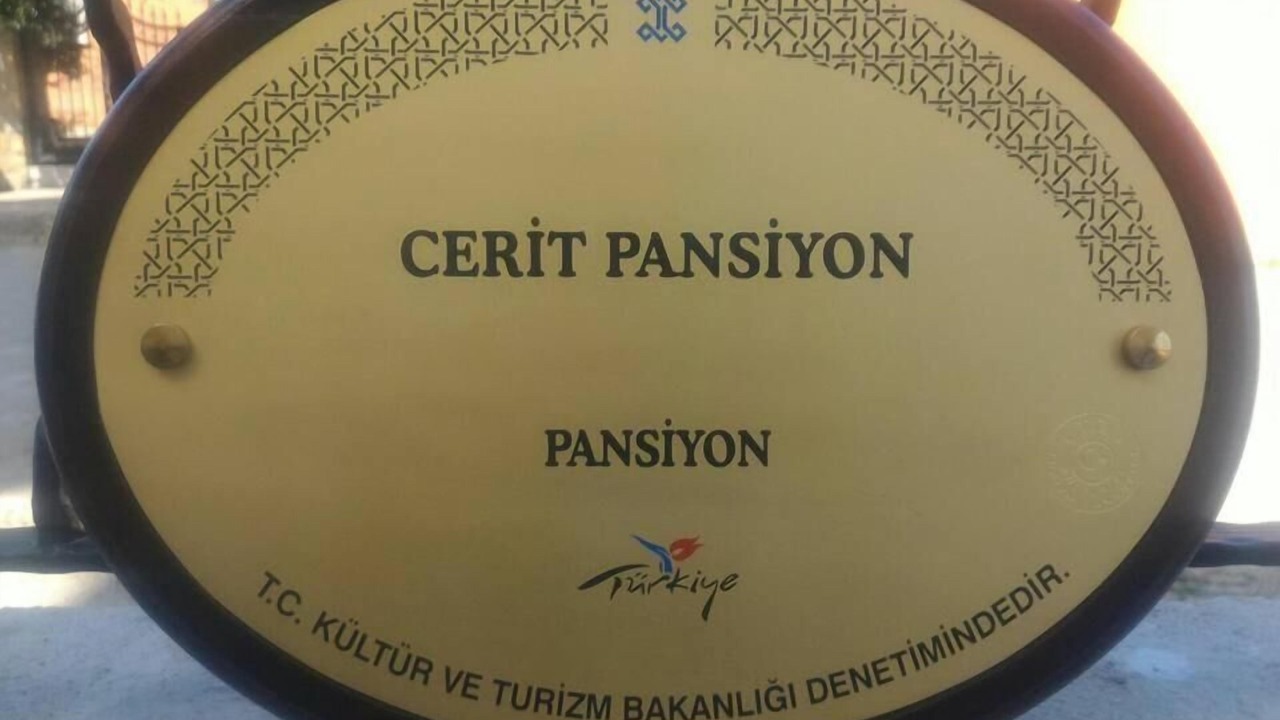 CERİT PANSİYON
PANSİYON
Türkiye
T.C. KÜLTÜR VE TURİZM BAKANLIĞI DENETİMİNDEDİR.